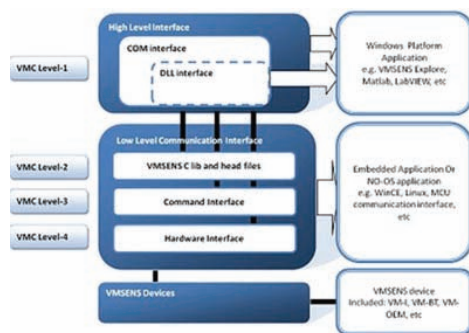 High Level Interface
COM interface
DLL interface
VMC Level-1
Windows Platform
Application
e.g. VMSENS Explore,
Matlab, LabVIEW, etc
Low Level Communication Interface
VMC Level-2
VMSENS C lib and head files
VMC Level-3
Command Interface
VMC Level-4
Hardware Interface
Embedded Application Or
NO-OS application
e.g. WinCE, Linux, MCU
communication interface,
etc
VMSENS Devices
VMSENS device
Included: VM-I, VM-BT, VM-
OEM, etc